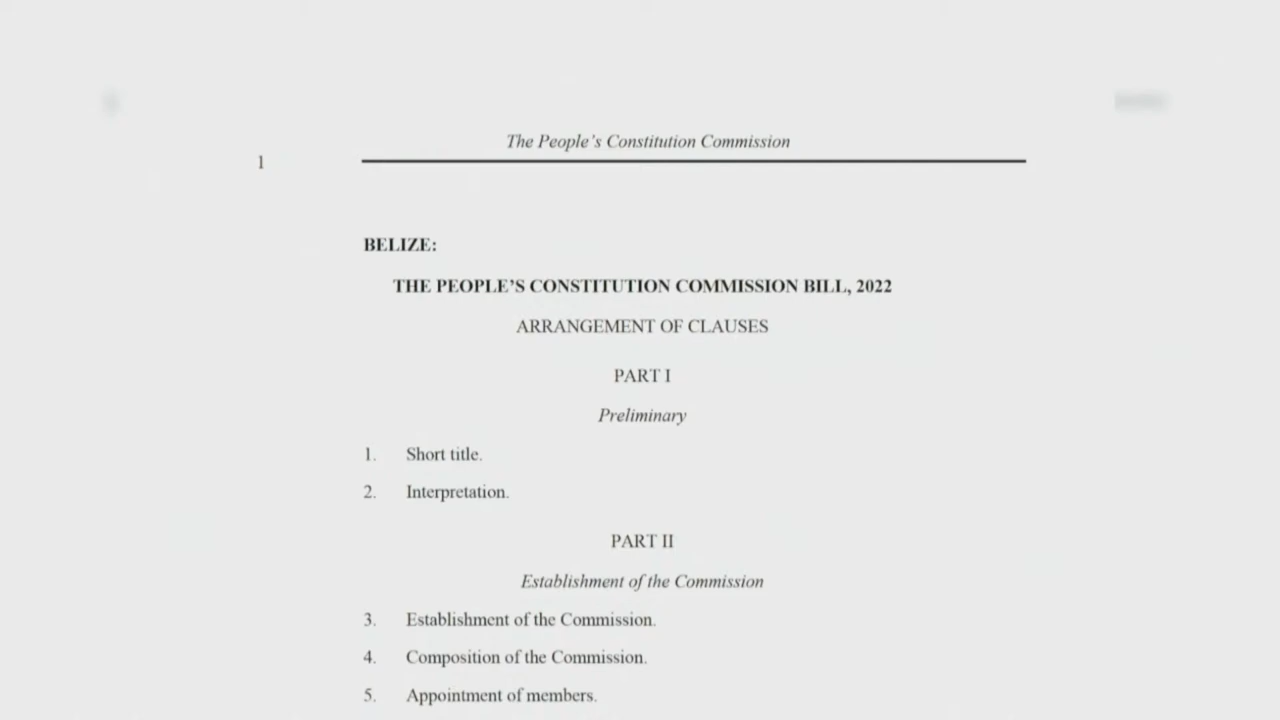 The People's Constitution Commission
1
BELIZE:
THE PEOPLE'S CONSTITUTION COMMISSION BILL, 2022
ARRANGEMENT OF CLAUSES
PART I
Preliminary
1. Short title.
2. Interpretation.
PART II
Establishment of the Commission
3. Establishment of the Commission.
4. Composition of the Commission.
5. Appointment of members.